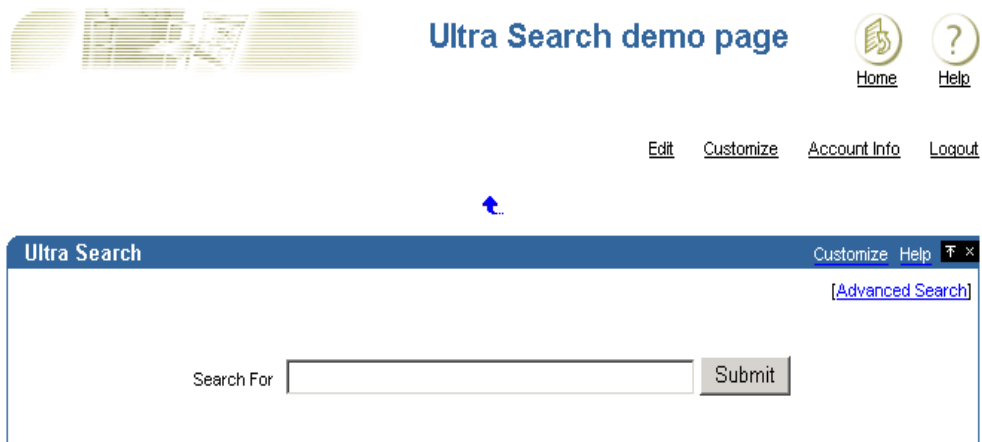 Ultra Search demo page
Home Help
Edit Customize Account Info Logout
Ultra Search Customize Help
[Advanced Search]
Search For Submit